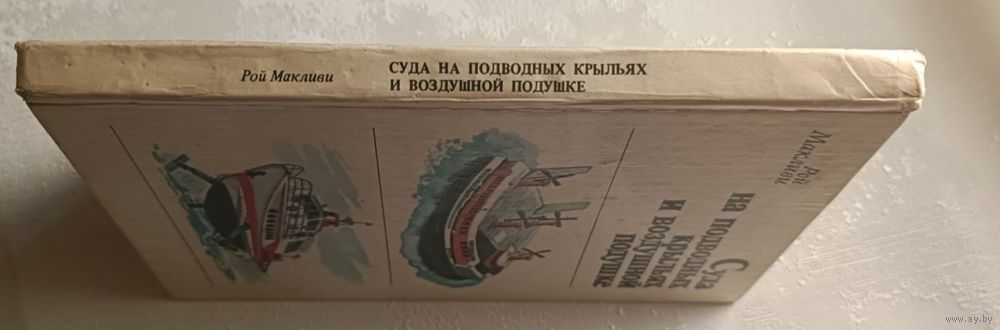 Рой Макливи
СУДА НА ПОДВОДНЫХ КРЫЛЬЯХ
И ВОЗДУШНОЙ ПОДУШКЕ
Рой
Макливи
Суда
на подводных
крыльях
и воздушной
подушке
www.ay.by